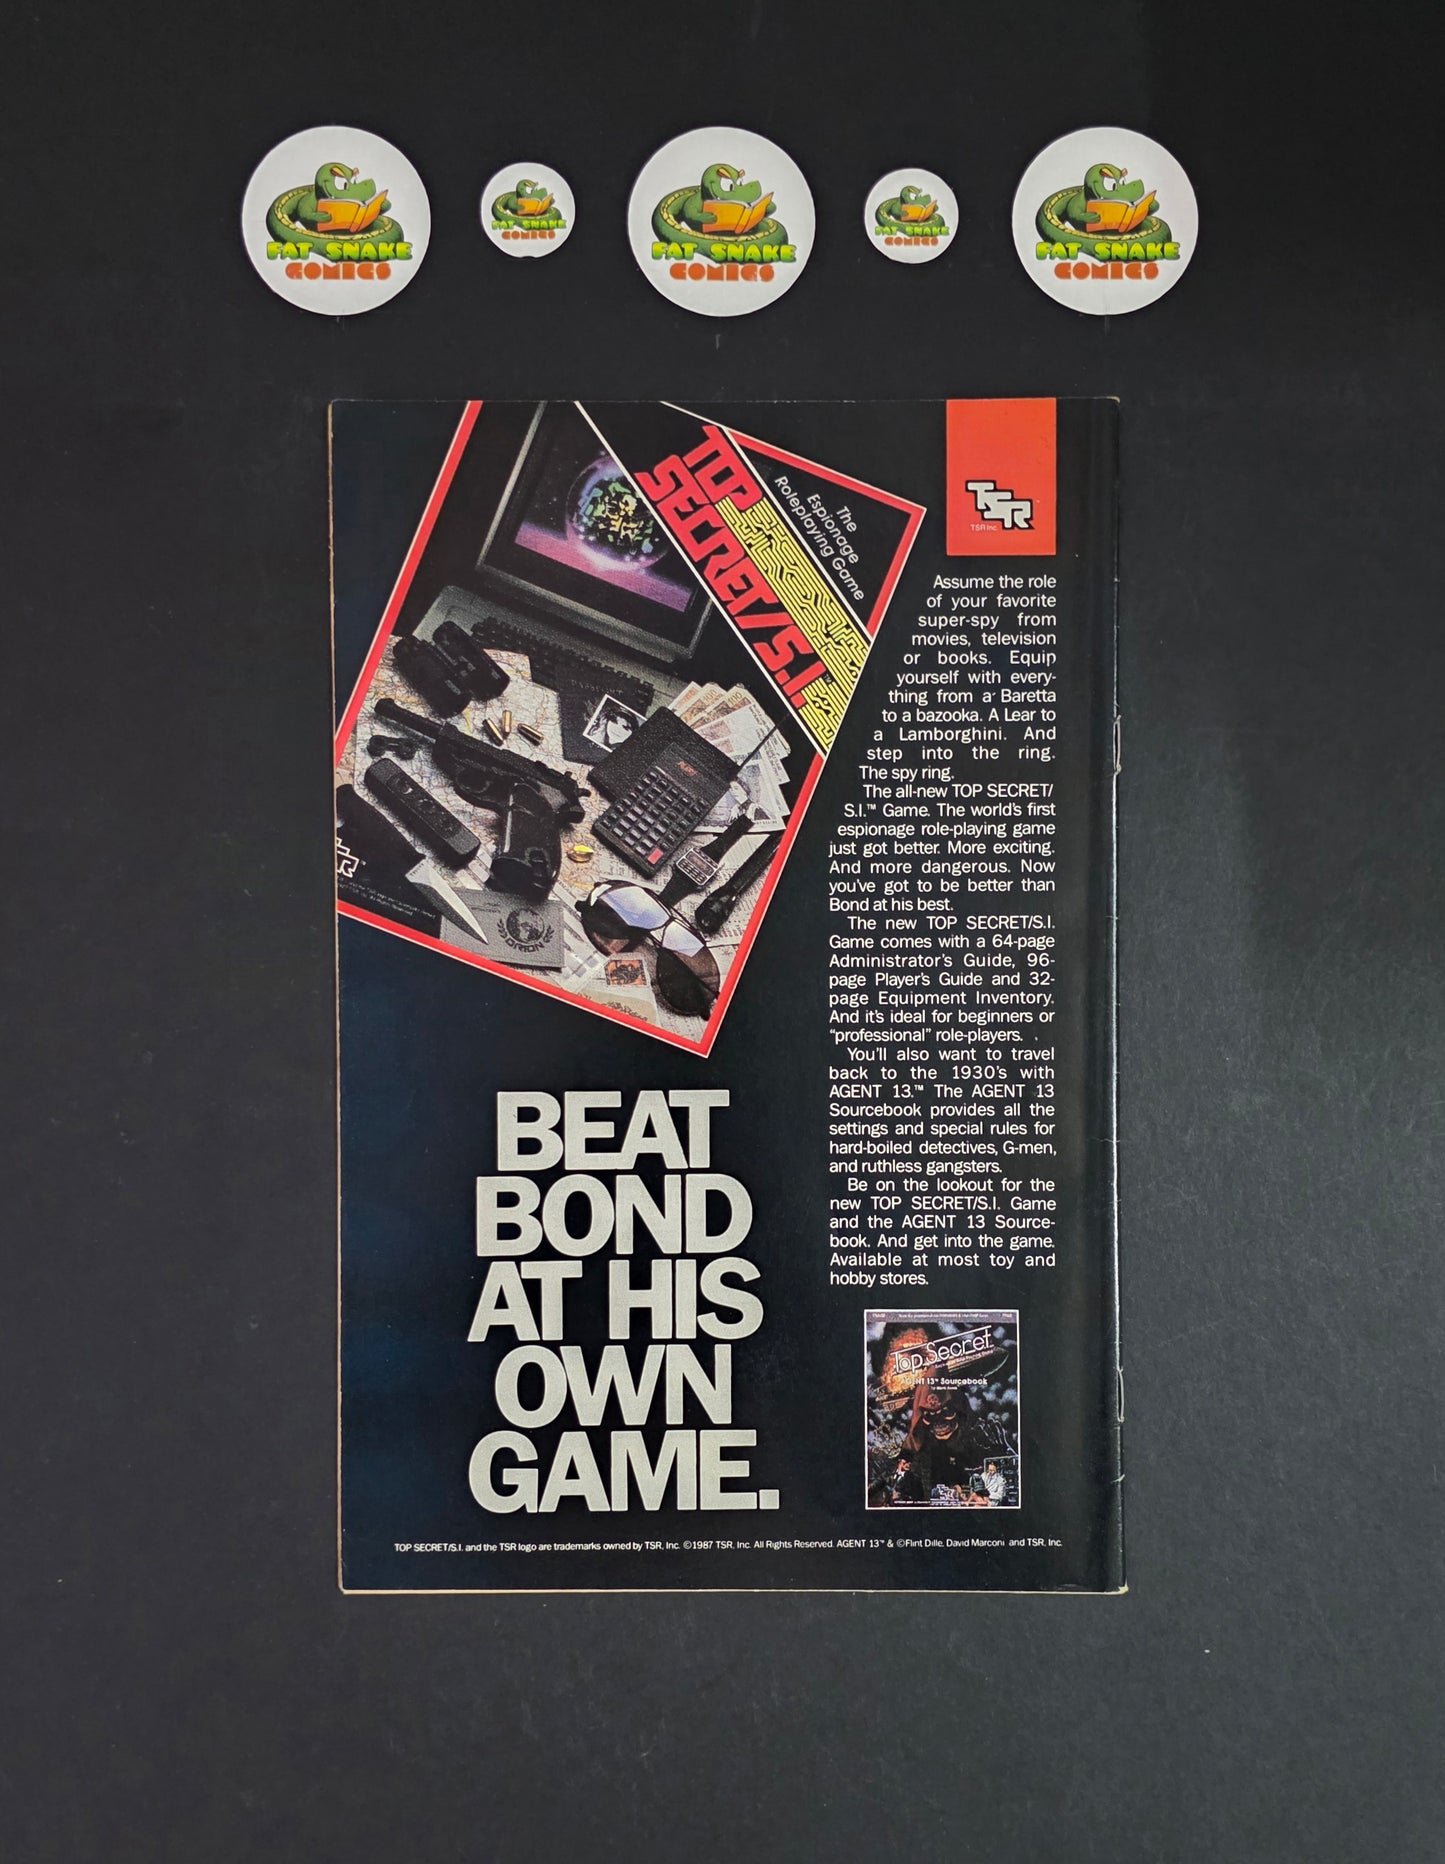 FAT SNAKE
COMICS
FAT SNAKE
COMICS
FAT SNAKE
COMICS
FAT SNAKE
COMICS
FAT SNAKE
COMICS
TOP
SECRET/S.I.™
The
Espionage
Roleplaying Game
ORION
TSR
TSR Inc.
Assume the role
of your favorite
super-spy from
movies, television
or books. Equip
yourself with every-
thing from a Baretta
to a bazooka. A Lear to
a Lamborghini. And
step into the ring.
The spy ring.
The all-new TOP SECRET/
S.I.™ Game. The world's first
espionage role-playing game
just got better. More exciting.
And more dangerous. Now
you've got to be better than
Bond at his best.
The new TOP SECRET/S.I.
Game comes with a 64-page
Administrator's Guide, 96-
page Player's Guide and 32-
page Equipment Inventory.
And it's ideal for beginners or
"professional" role-players.
You'll also want to travel
back to the 1930's with
AGENT 13.™ The AGENT 13
Sourcebook provides all the
settings and special rules for
hard-boiled detectives, G-men,
and ruthless gangsters.
Be on the lookout for the
new TOP SECRET/S.I. Game
and the AGENT 13 Source-
book. And get into the game.
Available at most toy and
hobby stores.
BEAT
BOND
AT HIS
OWN
GAME.
Top Secret
AGENT 13™ Sourcebook
TOP SECRET/S.I. and the TSR logo are trademarks owned by TSR, Inc. ©1987 TSR, Inc. All Rights Reserved. AGENT 13™ & ©Flint Dille, David Marconi and TSR, Inc.